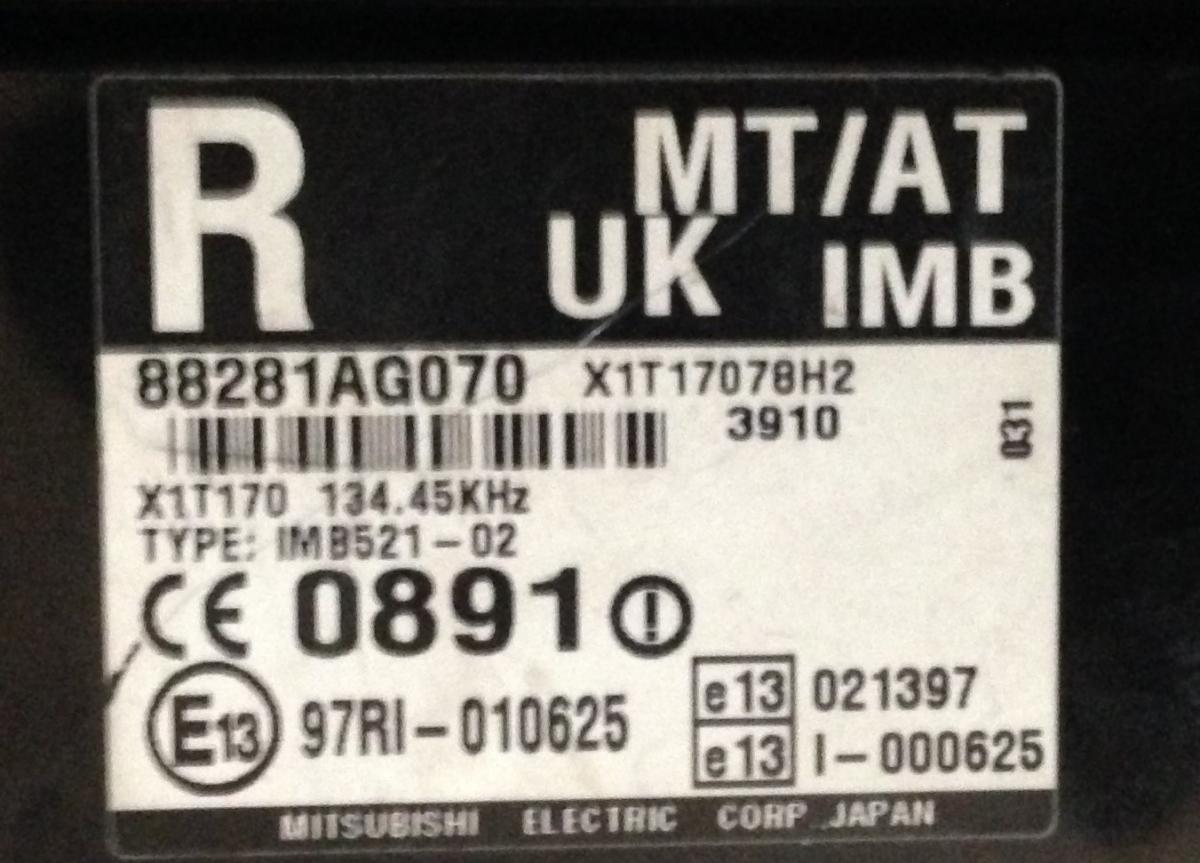 R MT/AT
UK IMB
88281AG070 X1T17078H2
3910
031
X1T170 134.45KHz
TYPE: IMB521-02
CE 0891
E13 97RI-010625
e13 021397
e13 I-000625
MITSUBISHI ELECTRIC CORP. JAPAN